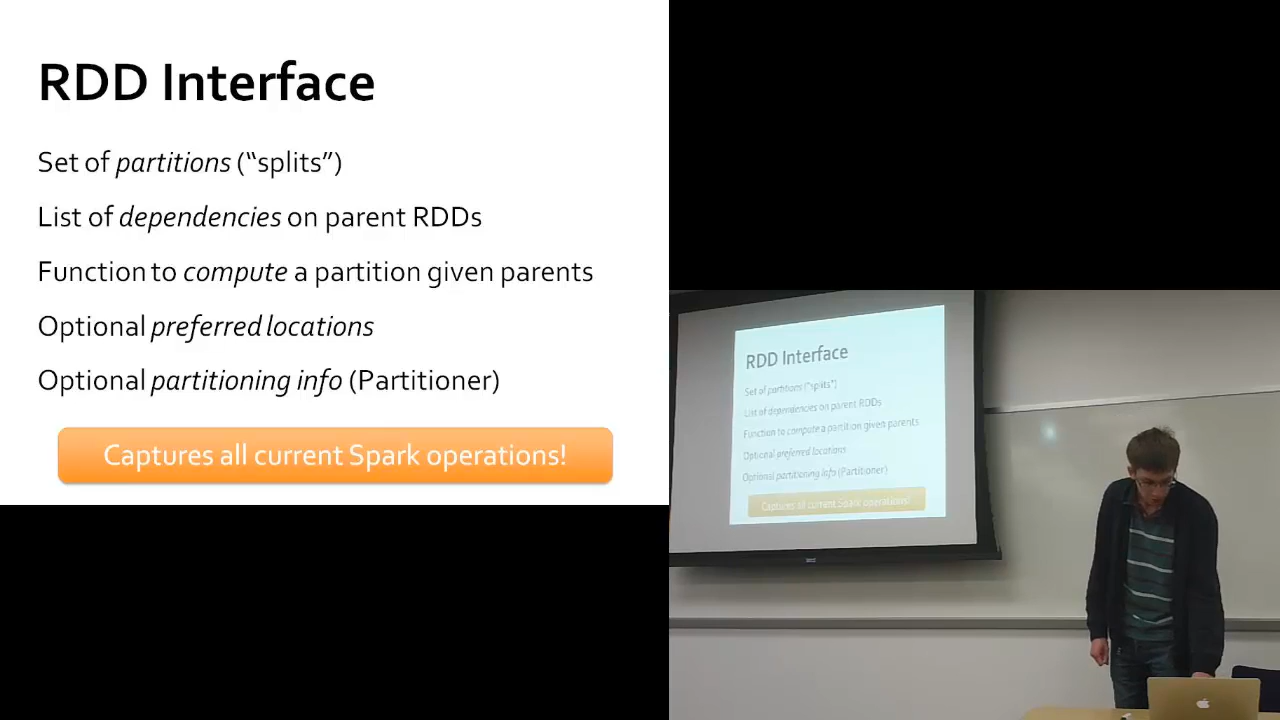 RDD Interface
Set of partitions (“splits”)
List of dependencies on parent RDDs
Function to compute a partition given parents
Optional preferred locations
Optional partitioning info (Partitioner)
Captures all current Spark operations!
RDD Interface
Set of partitions ("splits")
List of dependencies on parent RDDs
Function to compute a partition given parents
Optional preferred locations
Optional partitioning info (Partitioner)
Captures all current Spark operations!